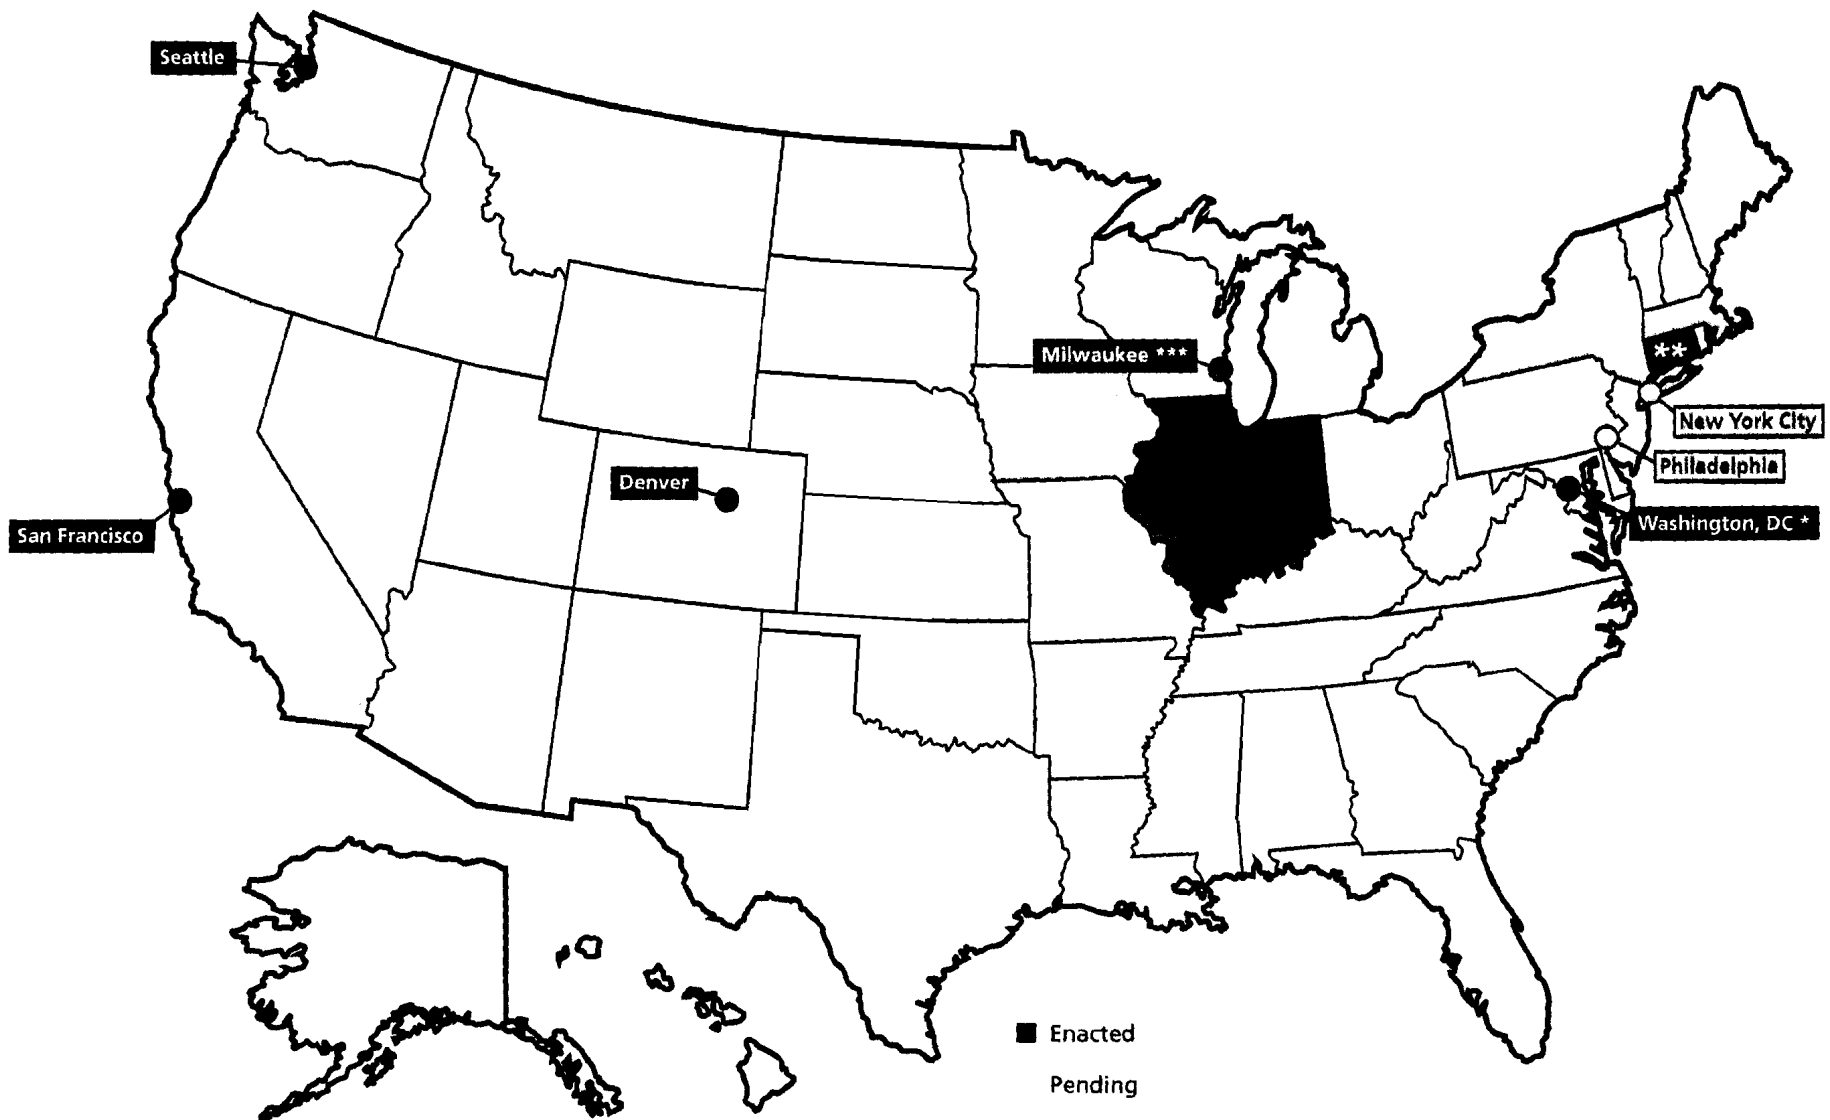 Seattle
Milwaukee ***
**
New York City
Denver
Philadelphia
San Francisco
Washington, DC *
Enacted
Pending